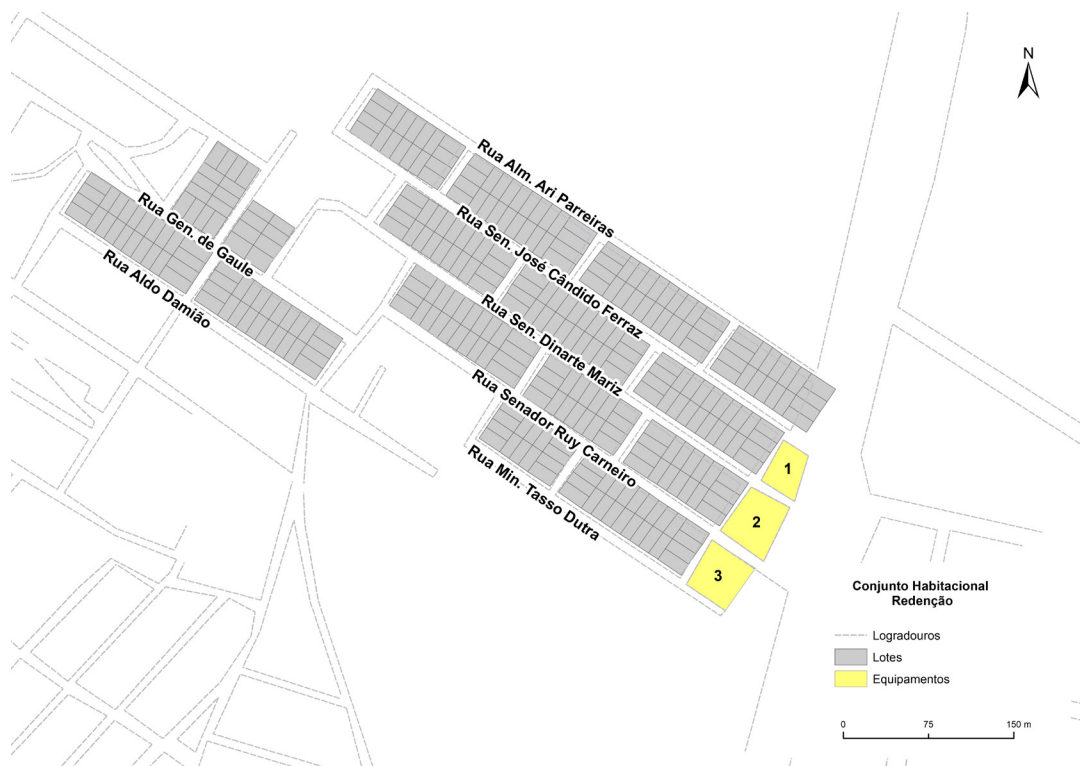 N
Rua Alm. Ari Parreiras
Rua Gen. de Gaule
Rua Sen. José Cândido Ferraz
Rua Aldo Damião
Rua Sen. Dinarte Mariz
Rua Senador Ruy Carneiro
Rua Min. Tasso Dutra
1
2
3
Conjunto Habitacional
Redenção
Logradouros
Lotes
Equipamentos
0 75 150 m